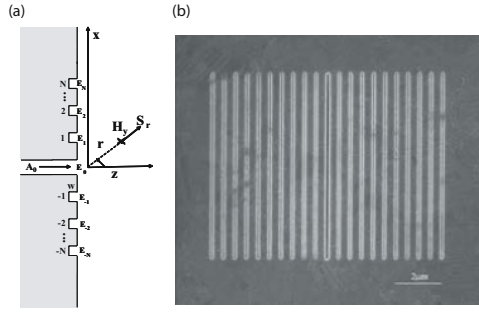 (a)
(b)
x
N
E_N
⋮
2
E_2
1
E_1
H_y
S_r
r
A_0
E_0
z
w
-1
E_-1
-2
E_-2
⋮
-N
E_-N
2μm